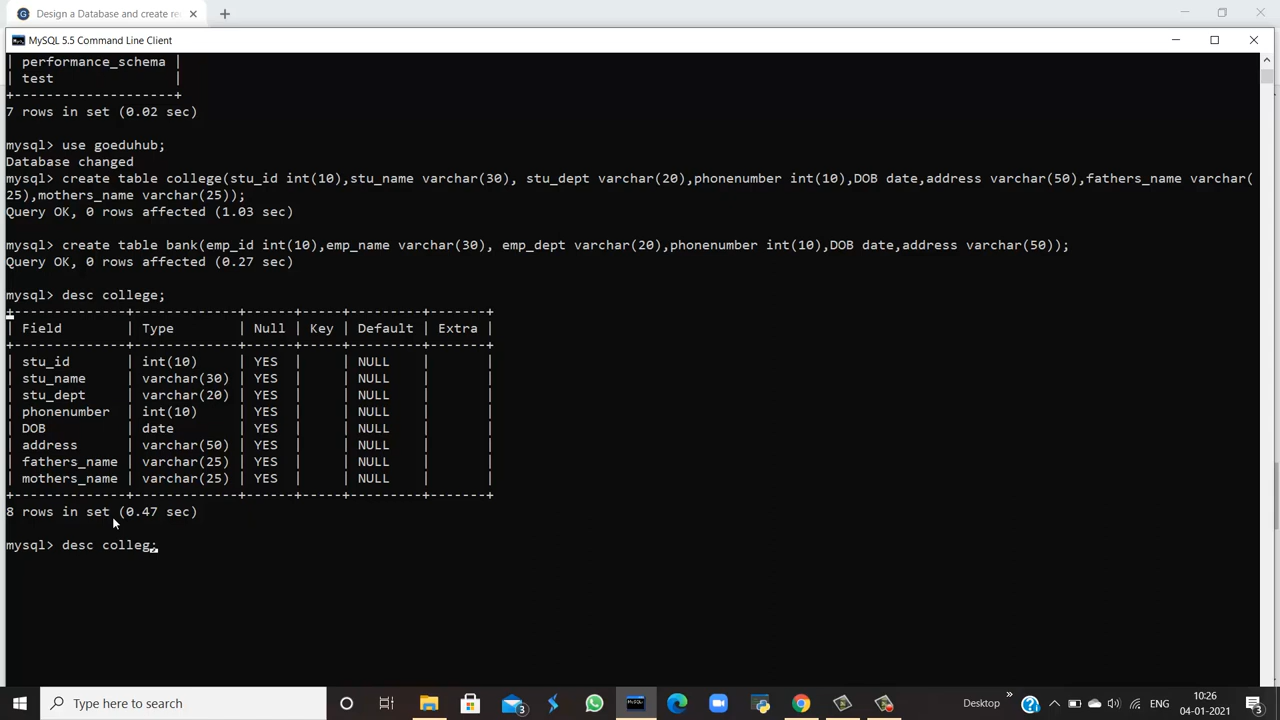 Design a Database and create re
MySQL 5.5 Command Line Client
| performance_schema |
| test               |
+--------------------+
7 rows in set (0.02 sec)
mysql> use goeduhub;
Database changed
mysql> create table college(stu_id int(10),stu_name varchar(30), stu_dept varchar(20),phonenumber int(10),DOB date,address varchar(50),fathers_name varchar(
25),mothers_name varchar(25));
Query OK, 0 rows affected (1.03 sec)
mysql> create table bank(emp_id int(10),emp_name varchar(30), emp_dept varchar(20),phonenumber int(10),DOB date,address varchar(50));
Query OK, 0 rows affected (0.27 sec)
mysql> desc college;
+--------------+-------------+------+-----+---------+-------+
| Field        | Type        | Null | Key | Default | Extra |
+--------------+-------------+------+-----+---------+-------+
| stu_id       | int(10)     | YES  |     | NULL    |       |
| stu_name     | varchar(30) | YES  |     | NULL    |       |
| stu_dept     | varchar(20) | YES  |     | NULL    |       |
| phonenumber  | int(10)     | YES  |     | NULL    |       |
| DOB          | date        | YES  |     | NULL    |       |
| address      | varchar(50) | YES  |     | NULL    |       |
| fathers_name | varchar(25) | YES  |     | NULL    |       |
| mothers_name | varchar(25) | YES  |     | NULL    |       |
+--------------+-------------+------+-----+---------+-------+
8 rows in set (0.47 sec)
mysql> desc colleg;
Type here to search
3
Desktop
»
ENG
10:26
04-01-2021
3